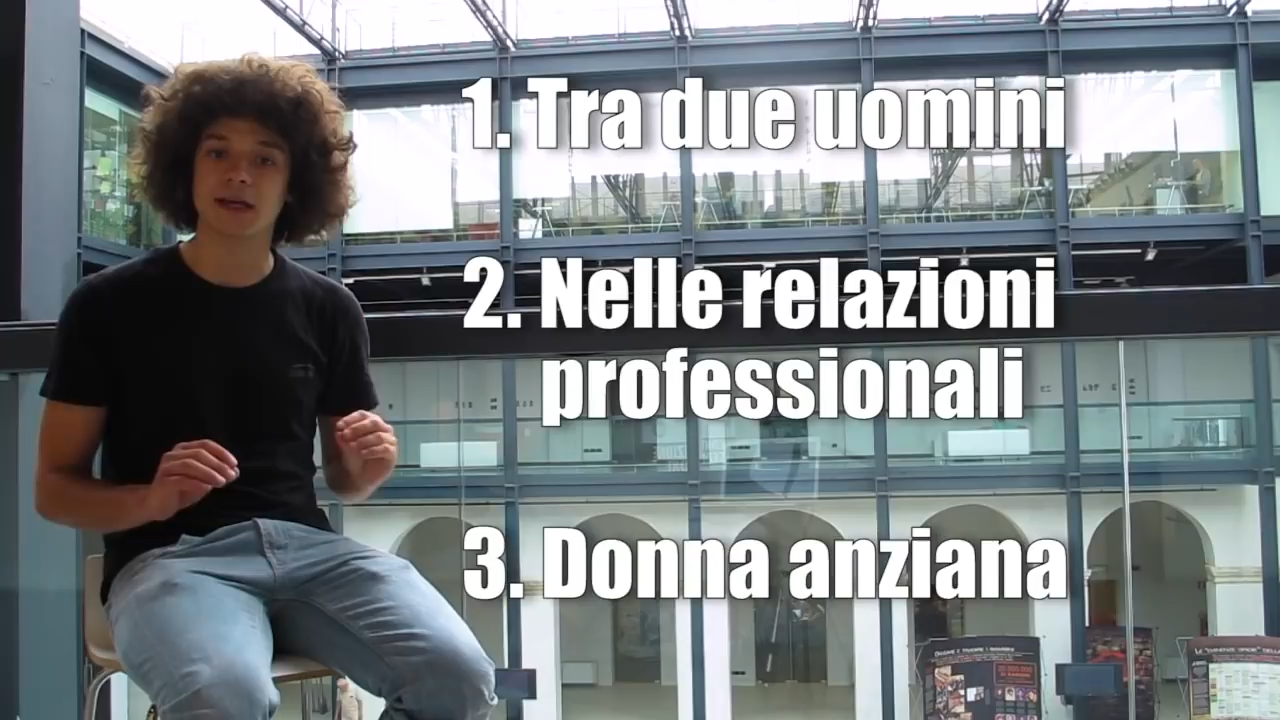 1. Tra due uomini
2. Nelle relazioni
professionali
3. Donna anziana